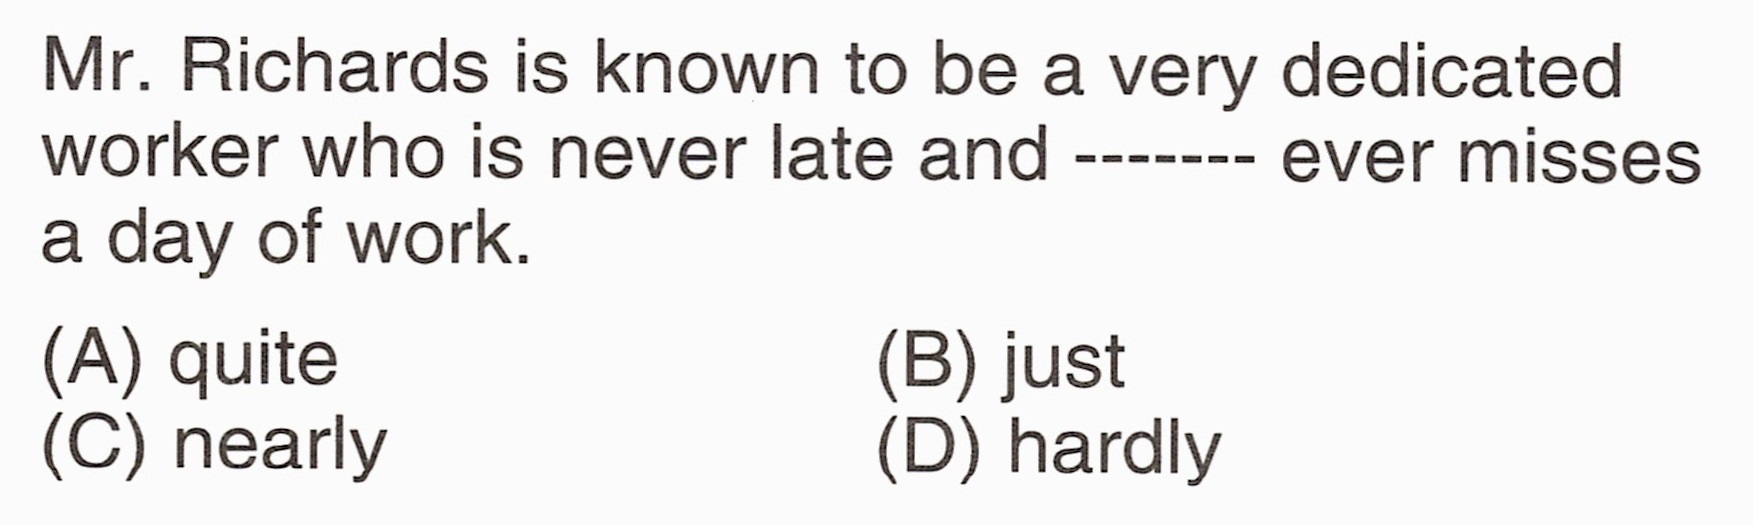 Mr. Richards is known to be a very dedicated
worker who is never late and ------- ever misses
a day of work.
(A) quite (B) just
(C) nearly (D) hardly